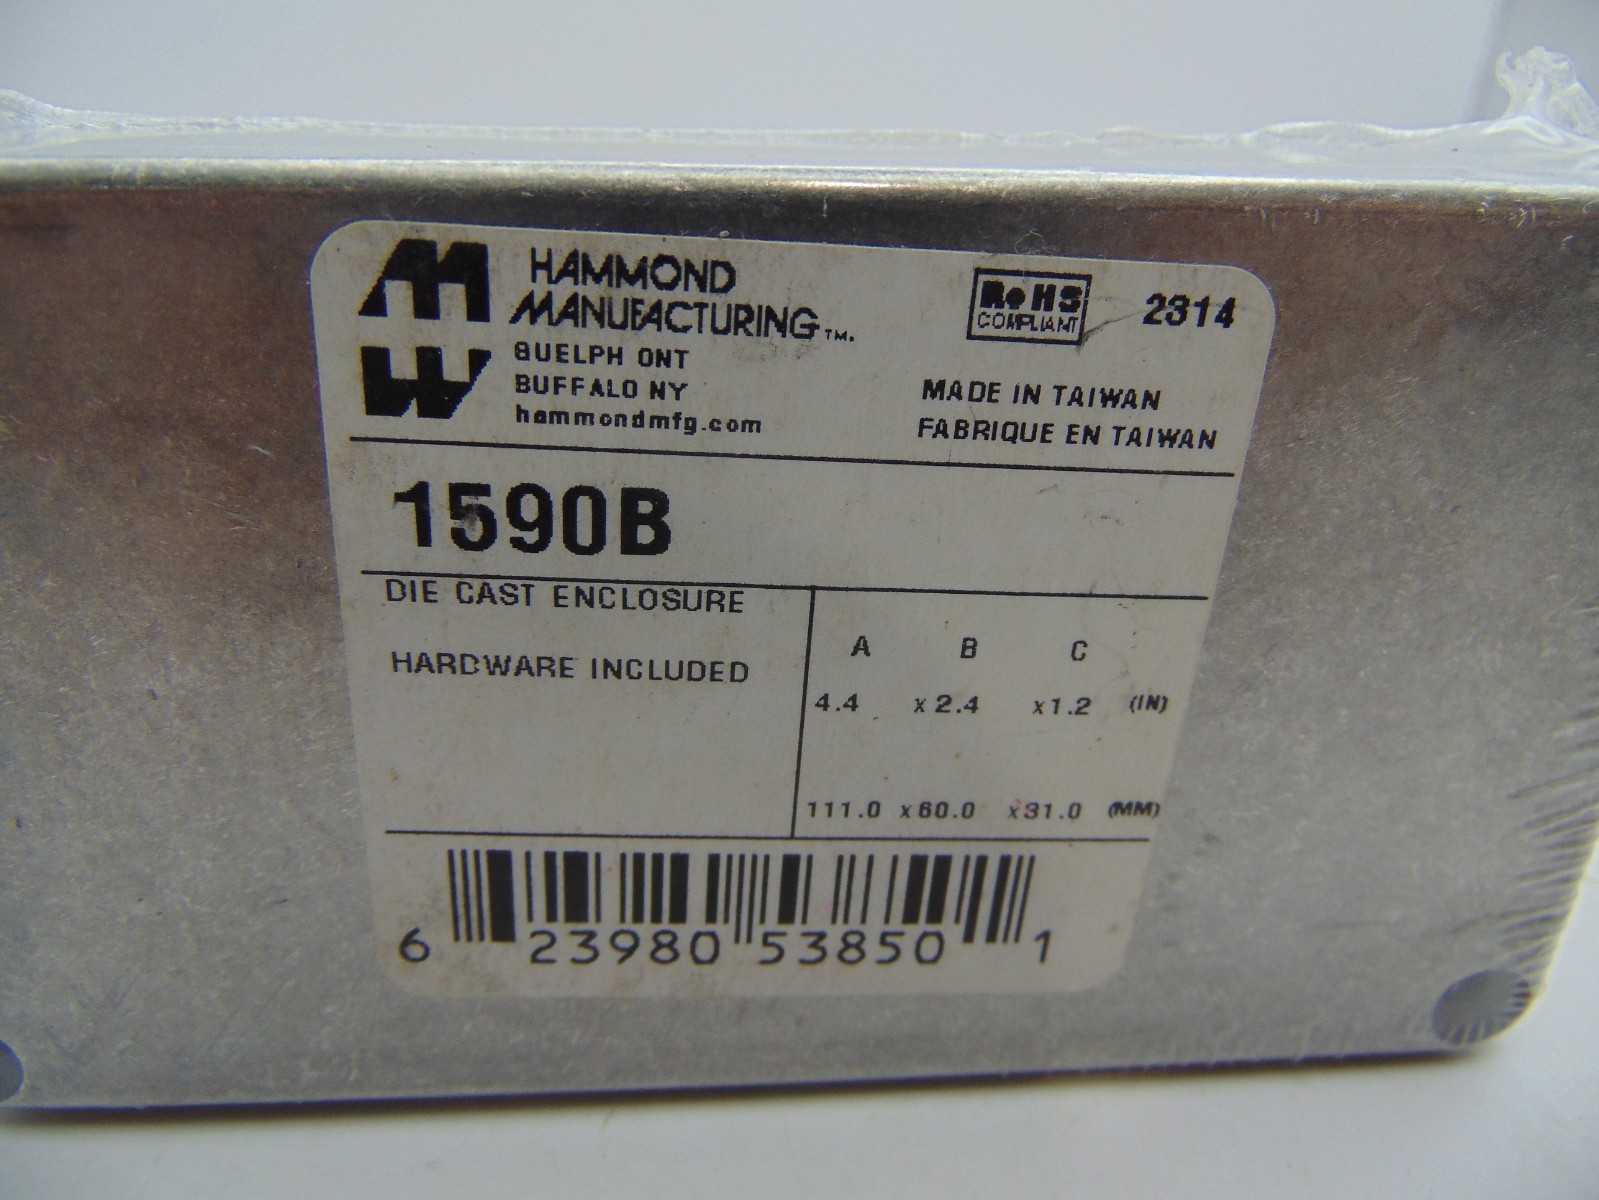 HAMMOND
MANUFACTURING™.
GUELPH ONT
BUFFALO NY
hammondmfg.com
RoHS
COMPLIANT
2314
MADE IN TAIWAN
FABRIQUE EN TAIWAN
1590B
DIE CAST ENCLOSURE
HARDWARE INCLUDED
A B C
4.4 x 2.4 x 1.2 (IN)
111.0 x 60.0 x 31.0 (MM)
6 23980 53850 1